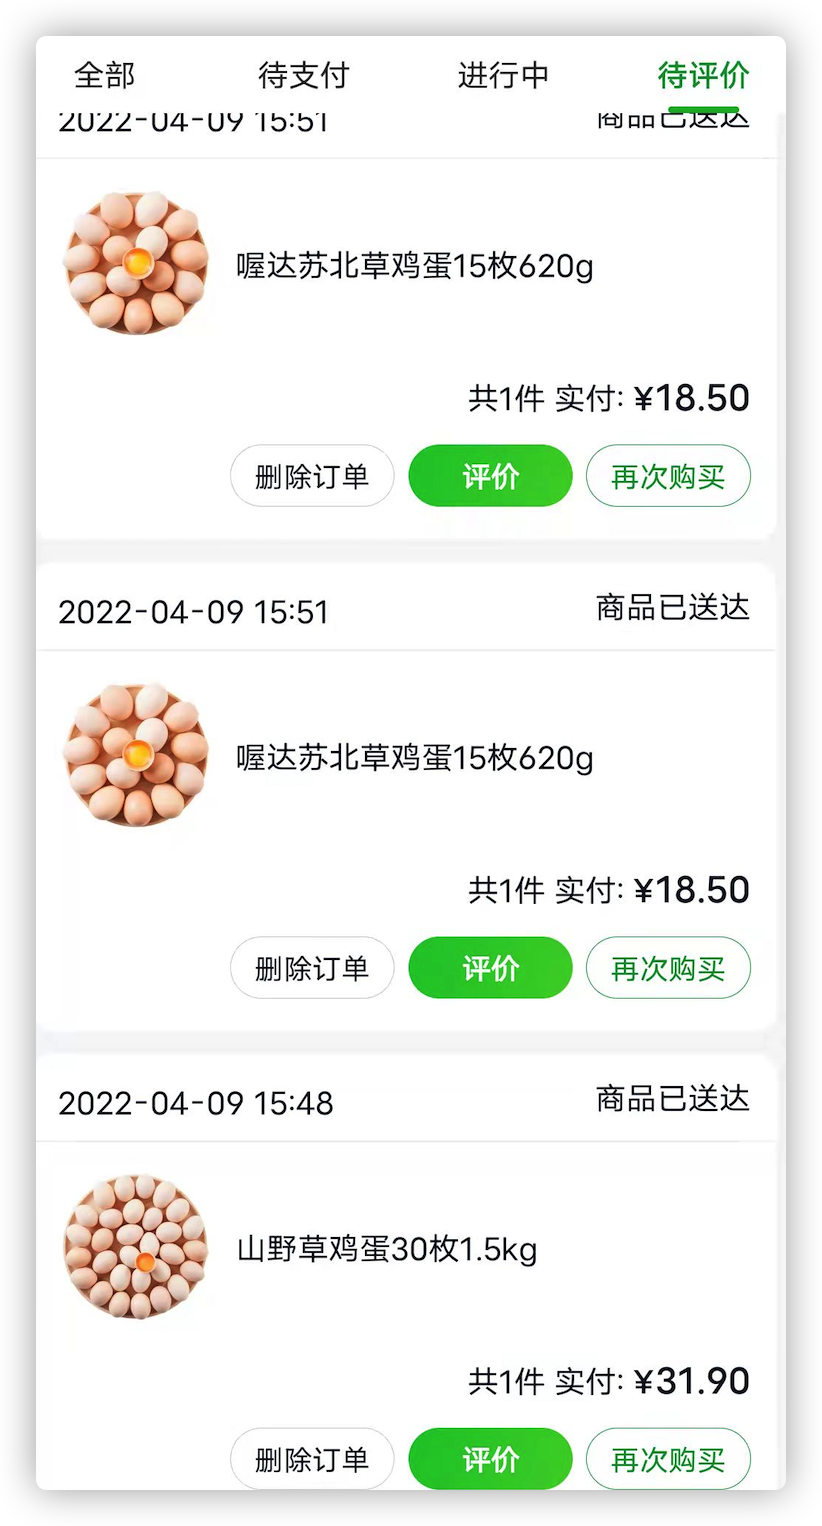 全部 待支付 进行中 待评价
2022-04-09 15:51 商品已送达
喔达苏北草鸡蛋15枚620g
共1件 实付: ¥18.50
删除订单 评价 再次购买
2022-04-09 15:51 商品已送达
喔达苏北草鸡蛋15枚620g
共1件 实付: ¥18.50
删除订单 评价 再次购买
2022-04-09 15:48 商品已送达
山野草鸡蛋30枚1.5kg
共1件 实付: ¥31.90
删除订单 评价 再次购买